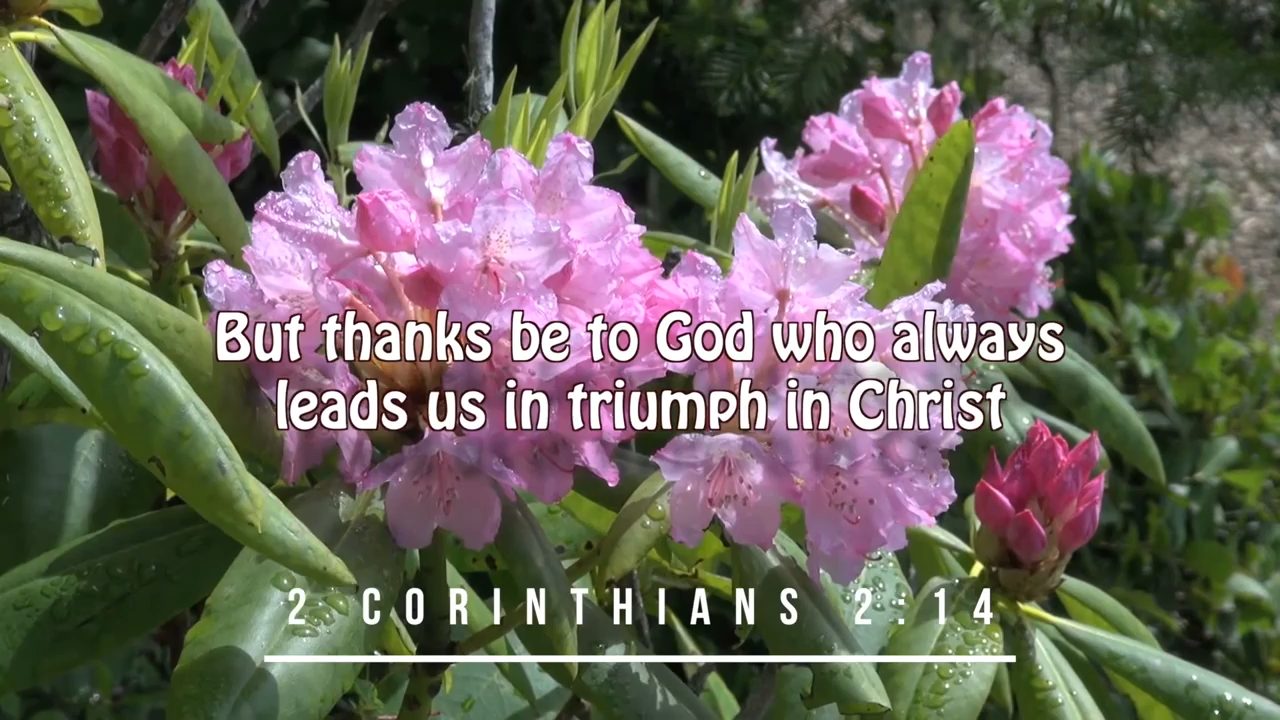 But thanks be to God who always
leads us in triumph in Christ
2 CORINTHIANS 2:14